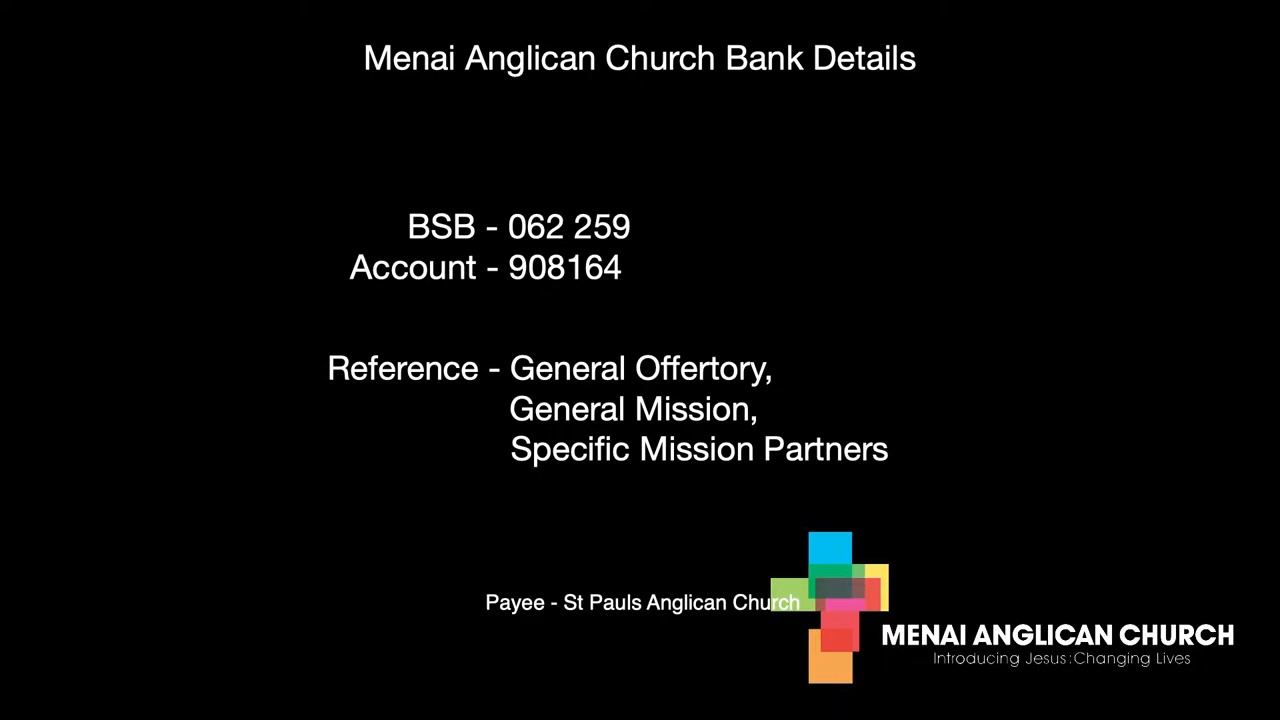 Menai Anglican Church Bank Details
BSB - 062 259
Account - 908164
Reference - General Offertory,
General Mission,
Specific Mission Partners
Payee - St Pauls Anglican Church
MENAI ANGLICAN CHURCH
Introducing Jesus:Changing Lives